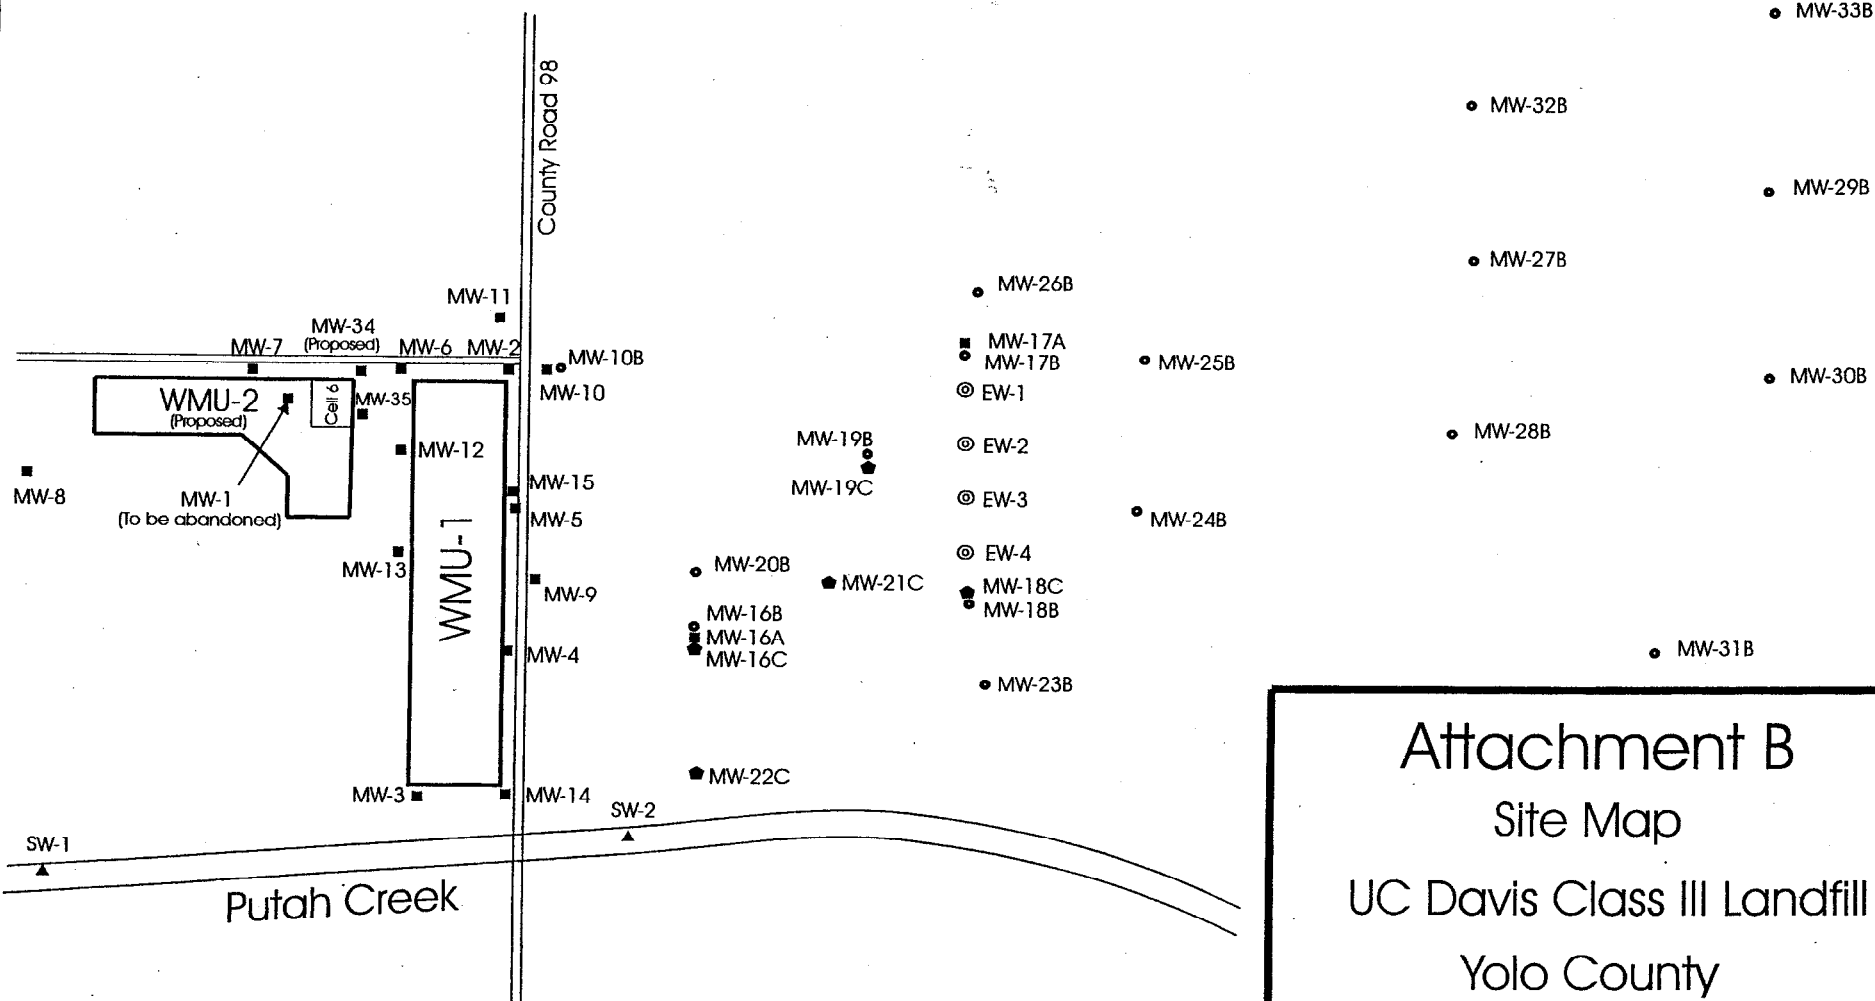 MW-33B
County Road 98
MW-32B
MW-29B
MW-27B
MW-26B
MW-11
MW-34
(Proposed)
MW-7
MW-6
MW-2
MW-10B
MW-17A
MW-17B
MW-25B
MW-30B
MW-10
EW-1
WMU-2
(Proposed)
Cell 6
MW-35
MW-28B
MW-19B
EW-2
MW-12
MW-8
MW-1
(To be abandoned)
MW-15
MW-19C
EW-3
MW-5
MW-24B
WMU-1
MW-13
EW-4
MW-20B
MW-21C
MW-18C
MW-9
MW-18B
MW-16B
MW-16A
MW-4
MW-16C
MW-31B
MW-23B
MW-22C
MW-3
MW-14
SW-2
SW-1
Putah Creek
Attachment B
Site Map
UC Davis Class III Landfill
Yolo County